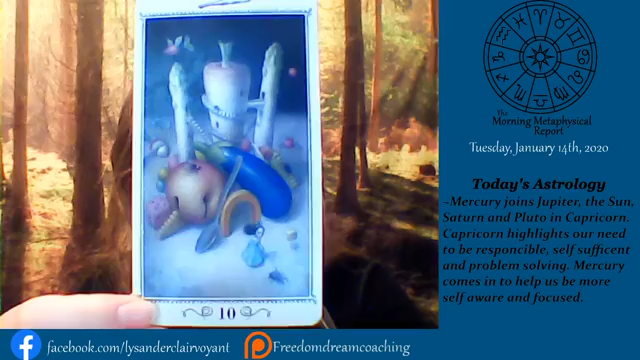 10
The
Morning Metaphysical
Report
Tuesday, January 14th, 2020
Today's Astrology
~Mercury joins Jupiter, the Sun,
Saturn and Pluto in Capricorn.
Capricorn highlights our need
to be responcible, self sufficent
and problem solving. Mercury
comes in to help us be more
self aware and focused.
facebook.com/lysanderclairvoyant
Freedomdreamcoaching